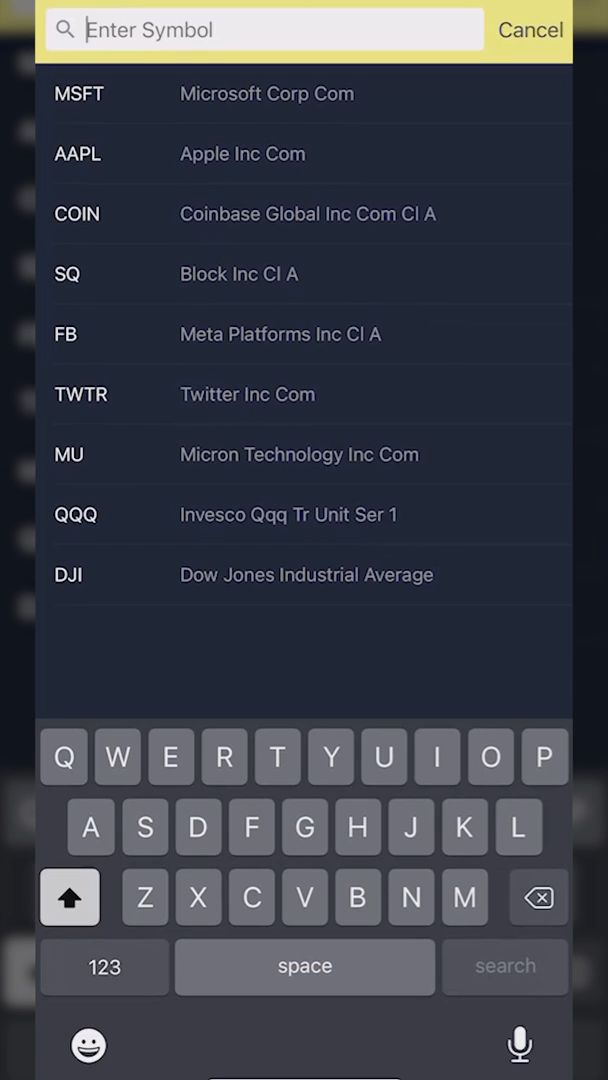 Enter Symbol Cancel
MSFT Microsoft Corp Com
AAPL Apple Inc Com
COIN Coinbase Global Inc Com Cl A
SQ Block Inc Cl A
FB Meta Platforms Inc Cl A
TWTR Twitter Inc Com
MU Micron Technology Inc Com
QQQ Invesco Qqq Tr Unit Ser 1
DJI Dow Jones Industrial Average
Q W E R T Y U I O P
A S D F G H J K L
Z X C V B N M
123 space search